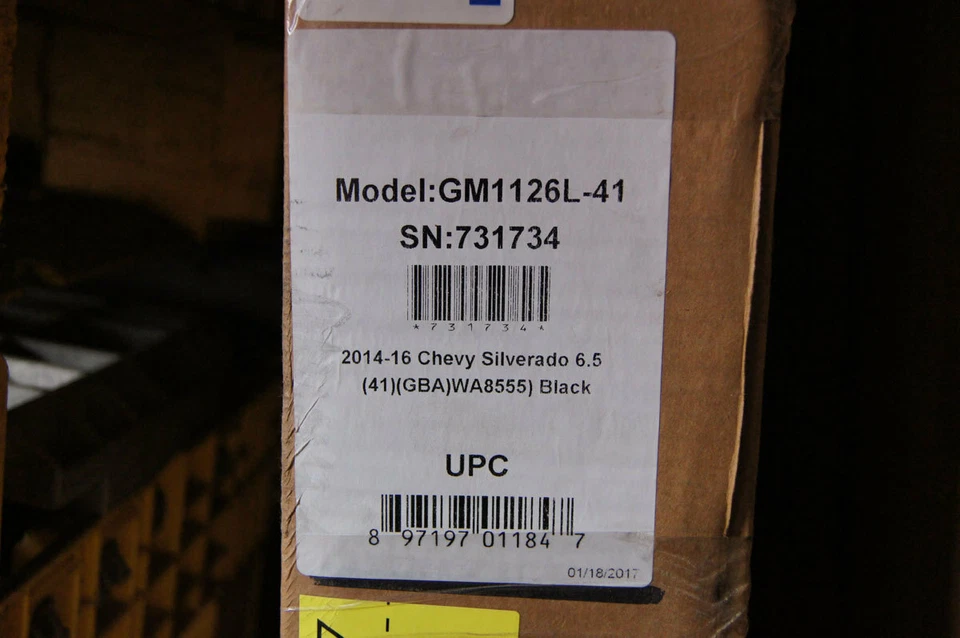 Model:GM1126L-41
SN:731734
*731734*
2014-16 Chevy Silverado 6.5
(41)(GBA)WA8555) Black
UPC
8 97197 01184 7
01/18/2017